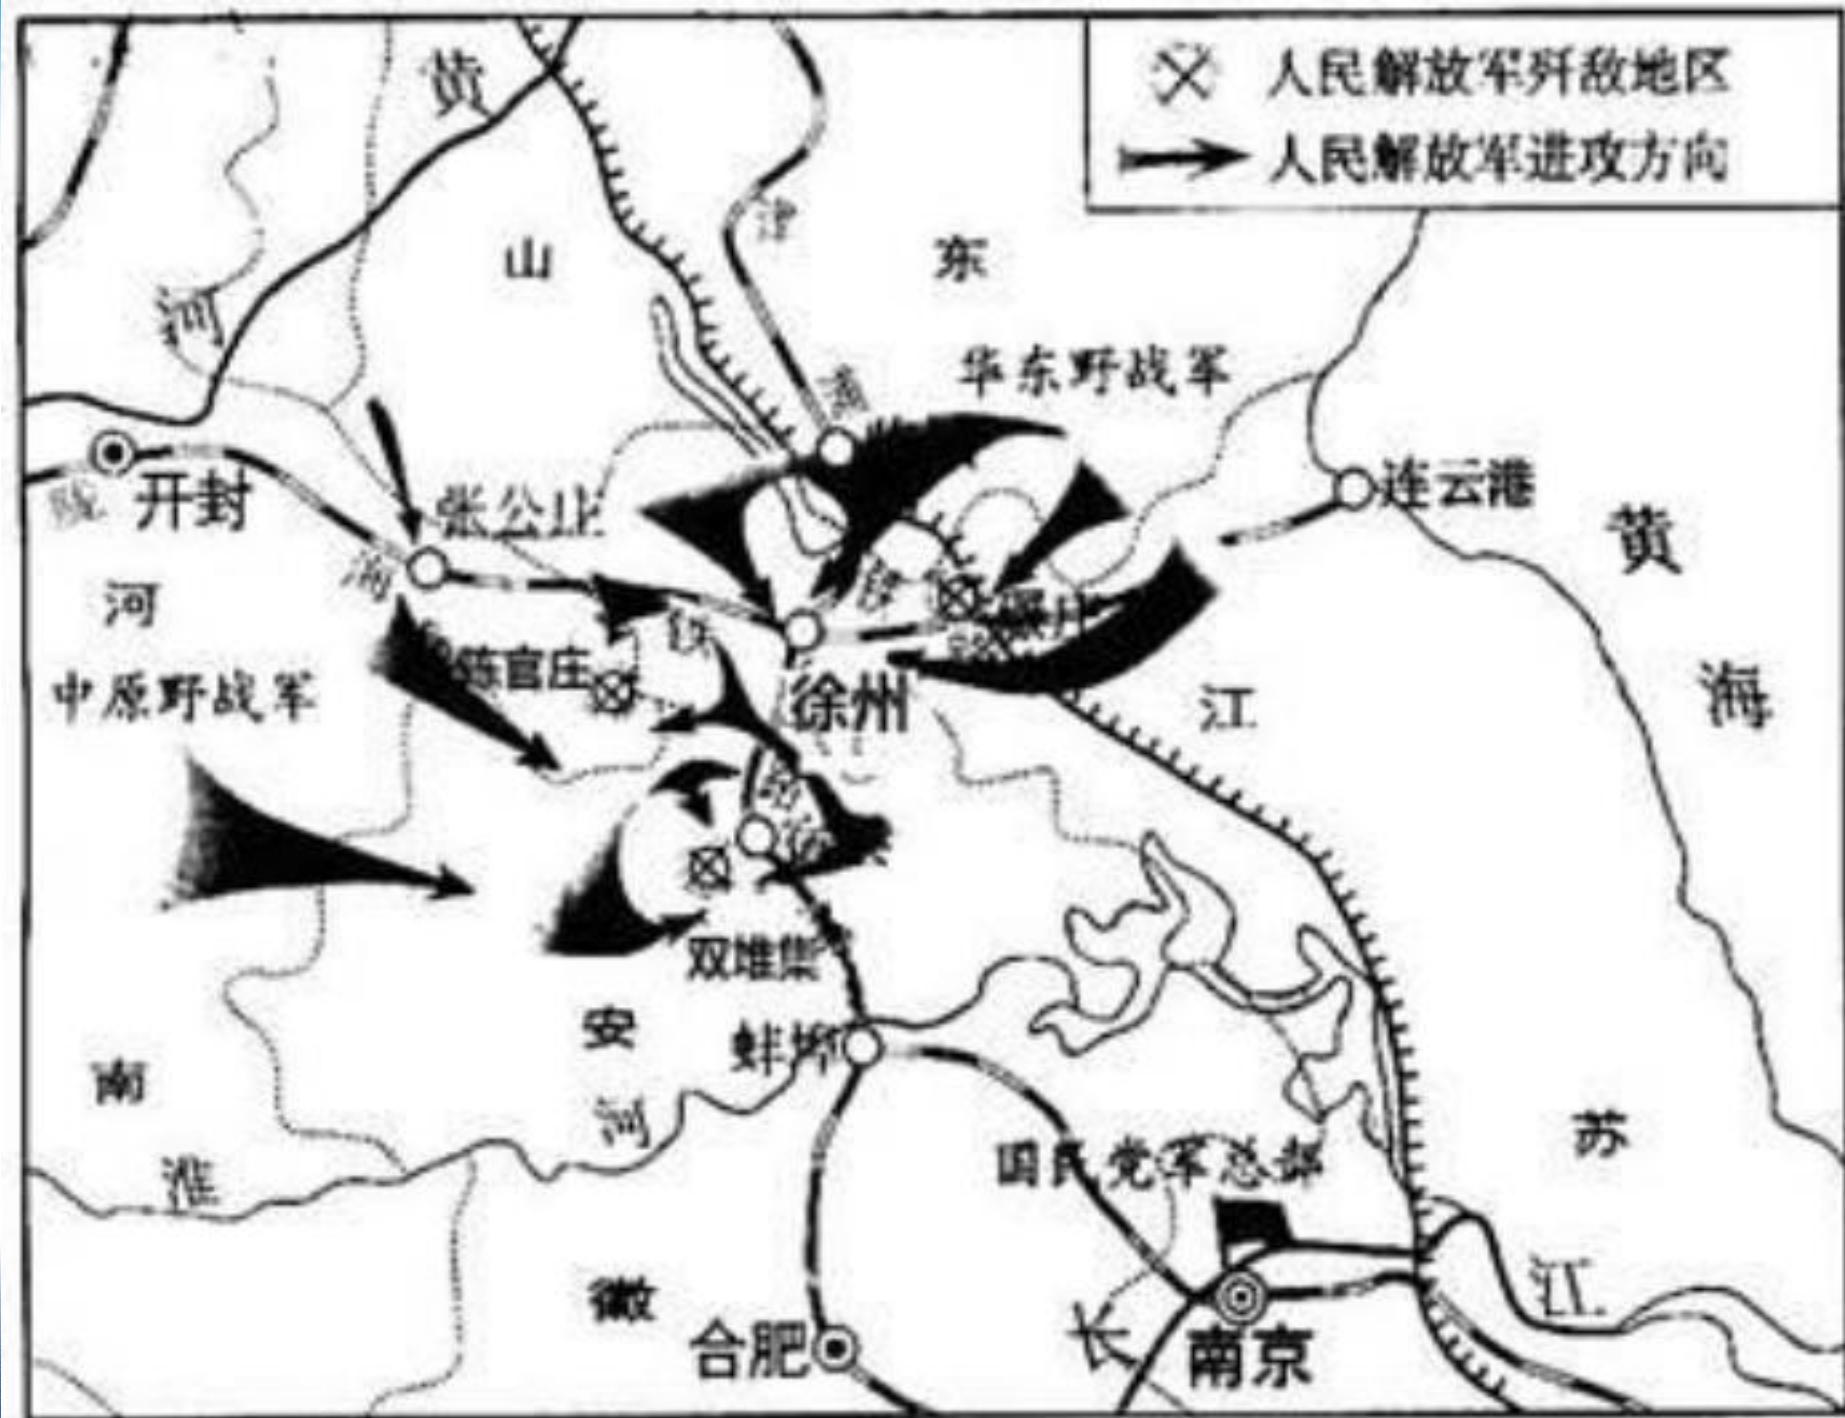 人民解放军歼敌地区
人民解放军进攻方向
黄
河
山
东
津
浦
华东野战军
连云港
开封
陇
海
张公庄
铁
路
碾庄
河
南
中原野战军
陈官庄
铁
徐州
江
苏
黄
海
双堆集
安
徽
蚌埠
淮
河
国民党军总部
合肥
南京
长
江